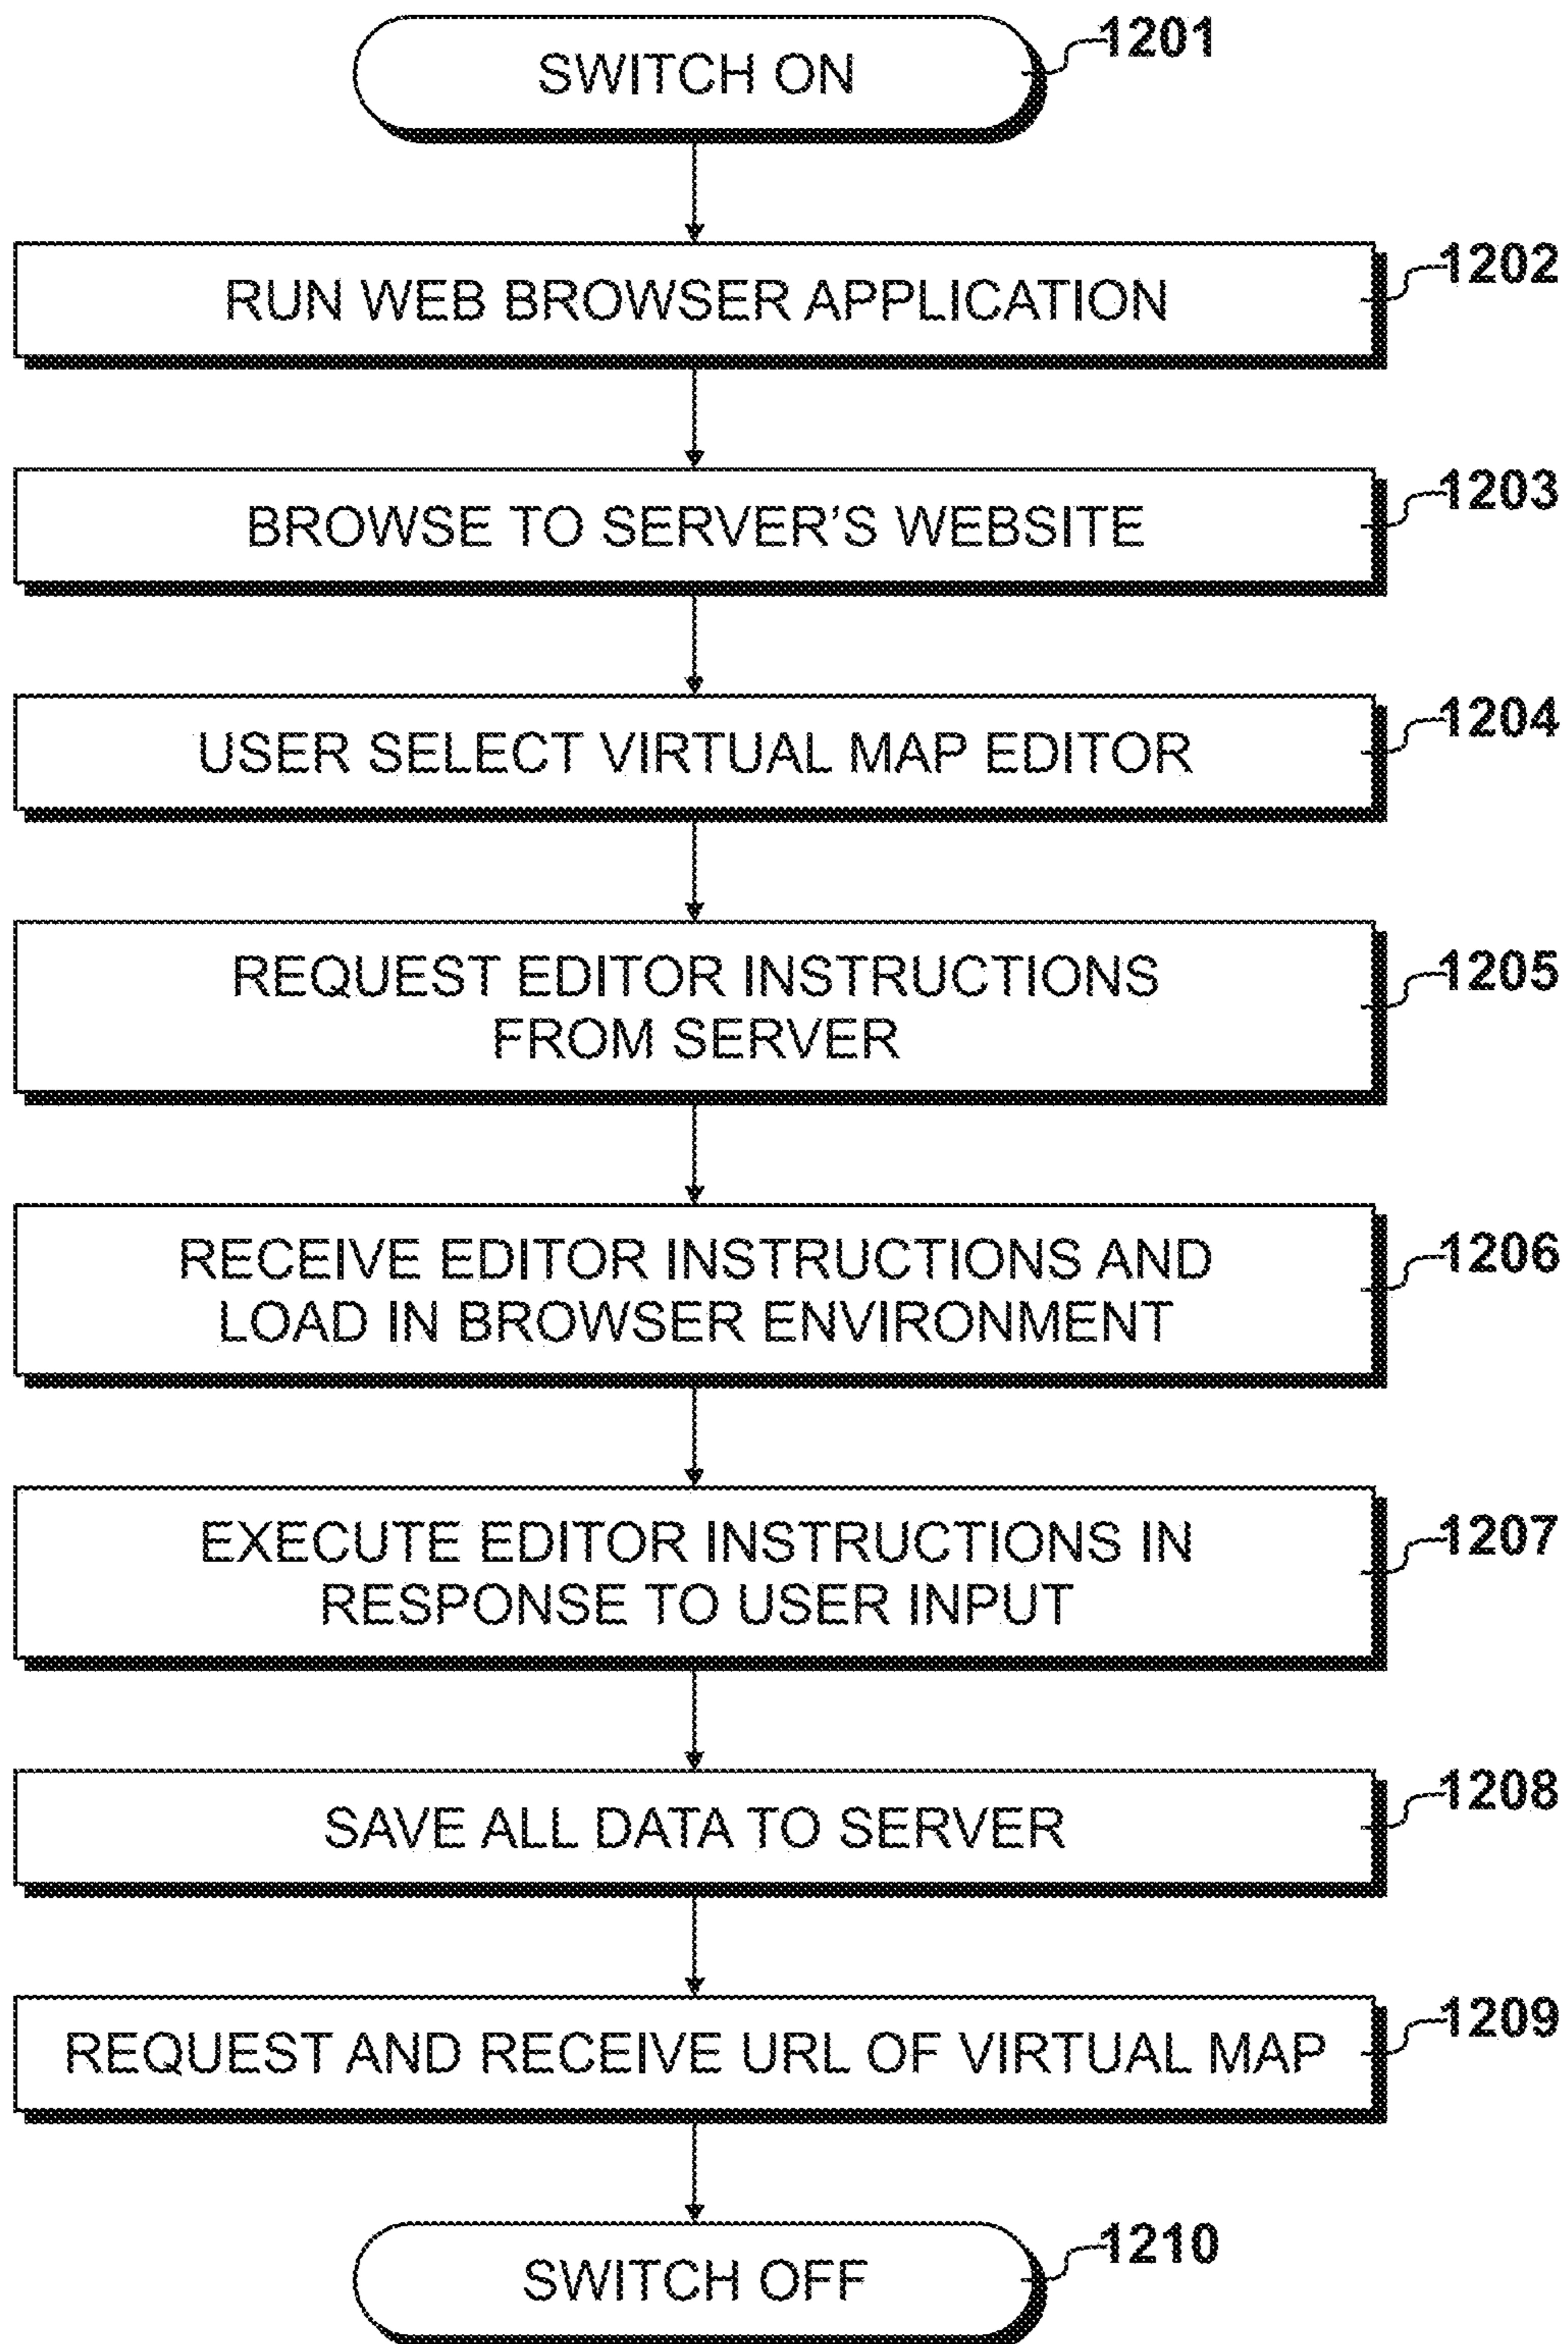 SWITCH ON
1201
RUN WEB BROWSER APPLICATION
1202
BROWSE TO SERVER’S WEBSITE
1203
USER SELECT VIRTUAL MAP EDITOR
1204
REQUEST EDITOR INSTRUCTIONS
FROM SERVER
1205
RECEIVE EDITOR INSTRUCTIONS AND
LOAD IN BROWSER ENVIRONMENT
1206
EXECUTE EDITOR INSTRUCTIONS IN
RESPONSE TO USER INPUT
1207
SAVE ALL DATA TO SERVER
1208
REQUEST AND RECEIVE URL OF VIRTUAL MAP
1209
SWITCH OFF
1210